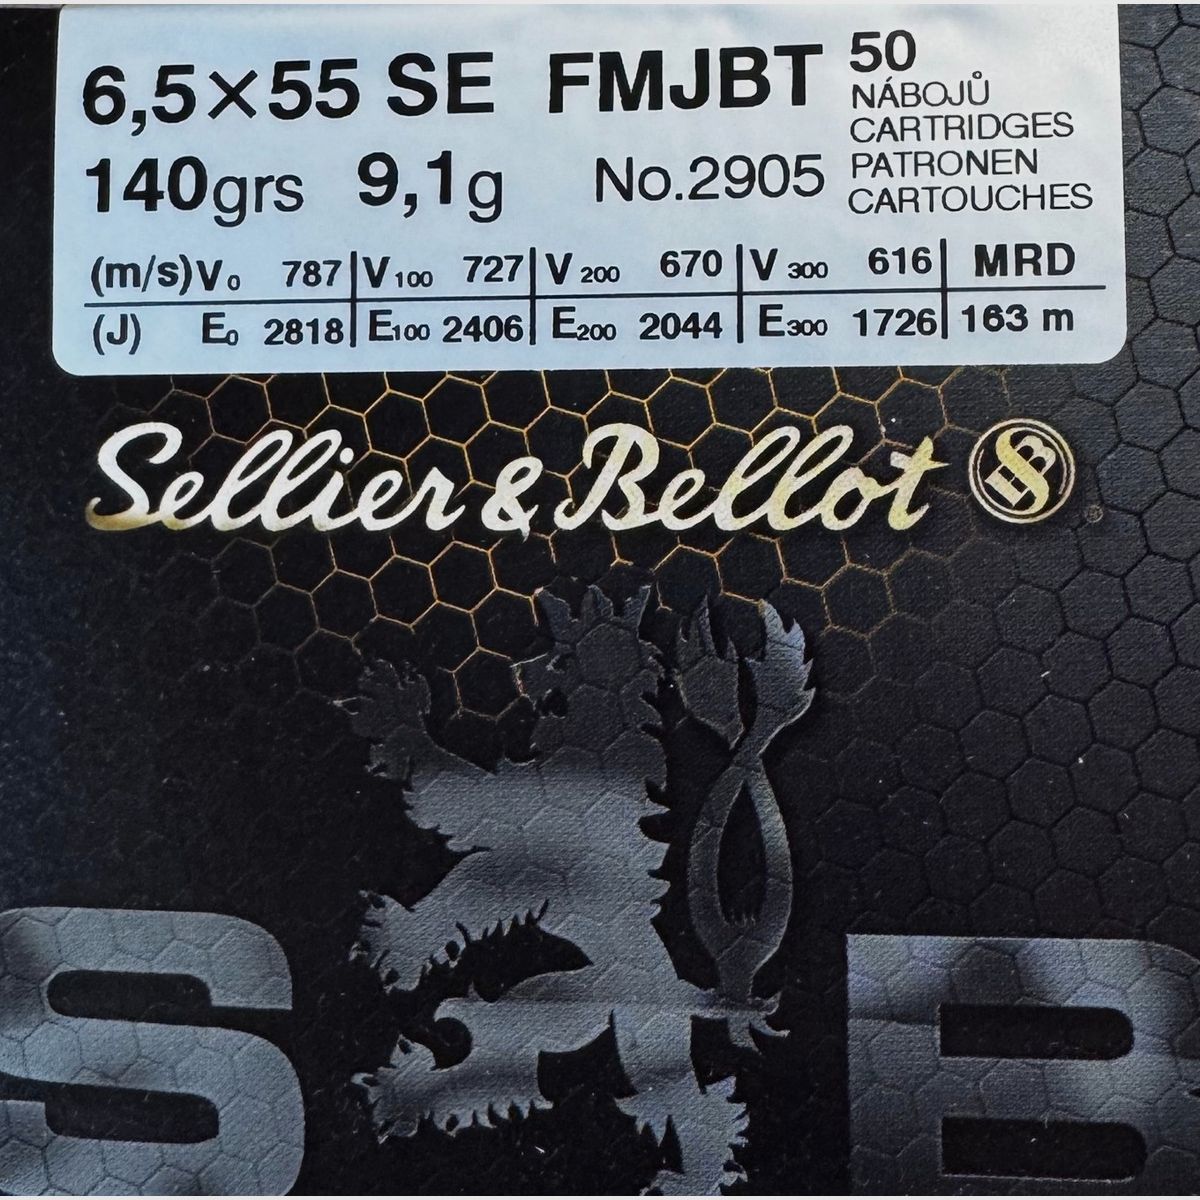 6,5×55 SE FMJBT 50
NÁBOJŮ
CARTRIDGES
140grs 9,1g No.2905 PATRONEN
CARTOUCHES
(m/s) V0 787 | V100 727 | V200 670 | V300 616 | MRD
(J) E0 2818 | E100 2406 | E200 2044 | E300 1726 | 163 m
Sellier & Bellot SB
S B